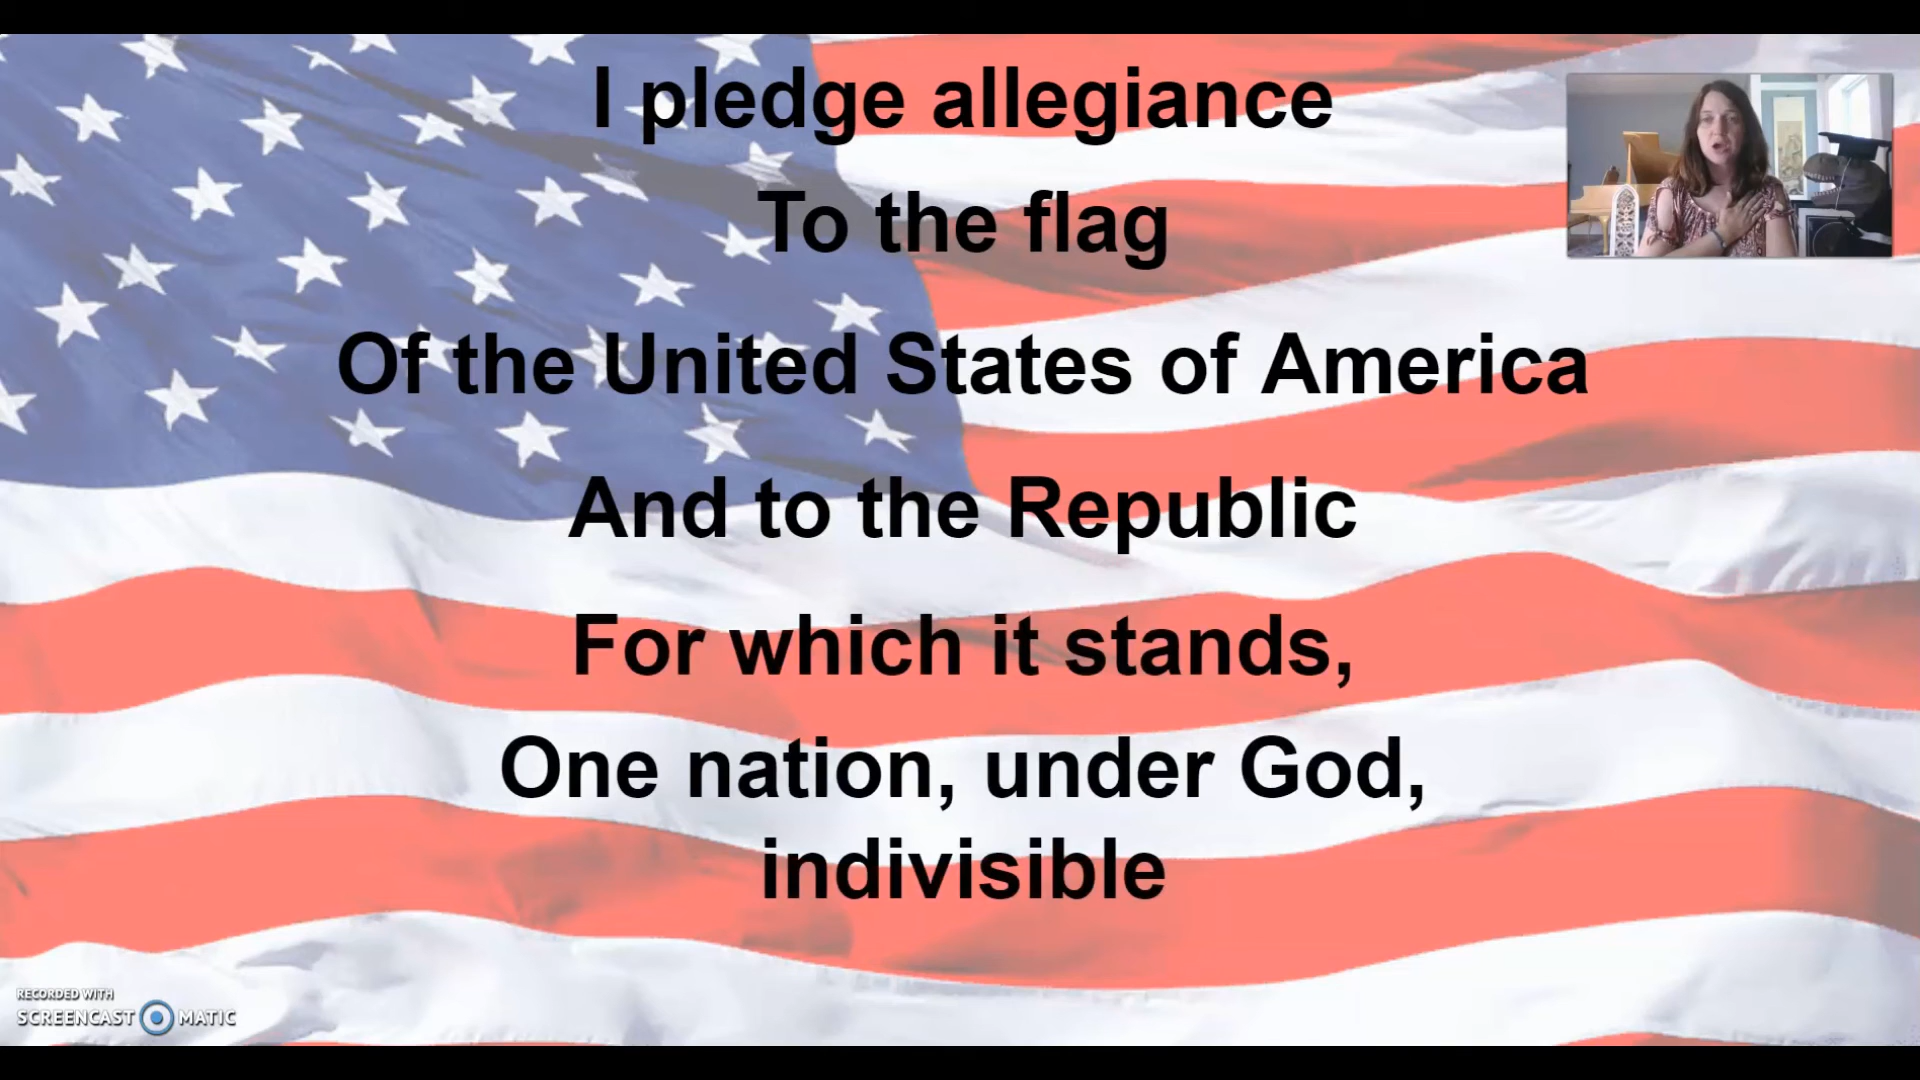 I pledge allegiance
To the flag
Of the United States of America
And to the Republic
For which it stands,
One nation, under God,
indivisible
RECORDED WITH
SCREENCAST MATIC